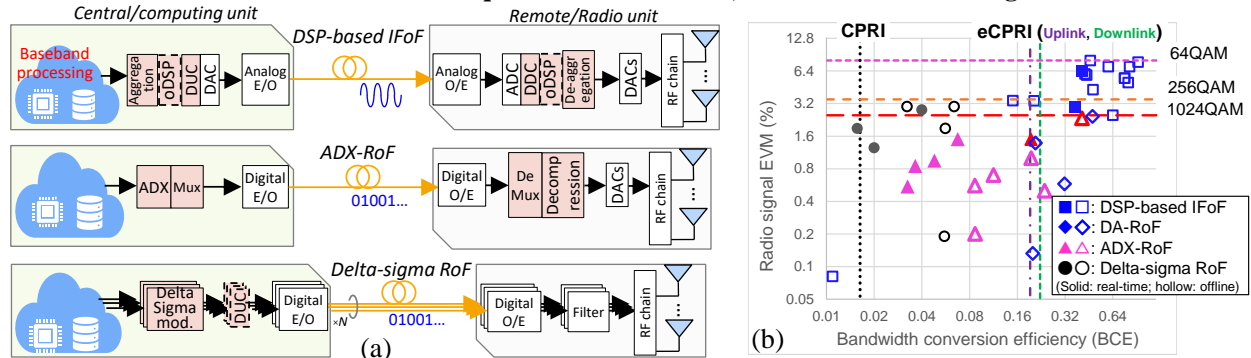 Central/computing unit
Remote/Radio unit
Baseband
processing
Aggrega
tion
oDSP
DUC
DAC
Analog
E/O
DSP-based IFoF
Analog
O/E
ADC
DDC
oDSP
De-aggr
egation
DACs
RF chain
ADX
Mux
Digital
E/O
ADX-RoF
01001...
Digital
O/E
De
Mux
Decomp
ression
DACs
RF chain
Delta
Sigma
mod.
DUC
Digital
E/O
×N
Delta-sigma RoF
01001...
(a)
Digital
O/E
Filter
RF chain
CPRI
eCPRI (Uplink, Downlink)
Radio signal EVM (%)
12.8
6.4
3.2
1.6
0.8
0.4
0.2
0.1
0.05
64QAM
256QAM
1024QAM
DSP-based IFoF
DA-RoF
ADX-RoF
Delta-sigma RoF
(Solid: real-time; hollow: offline)
0.01 0.02 0.04 0.08 0.16 0.32 0.64
(b)
Bandwidth conversion efficiency (BCE)